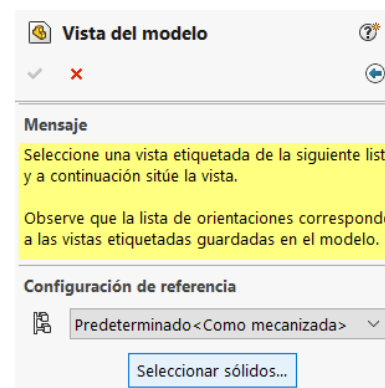 Vista del modelo
Mensaje
Seleccione una vista etiquetada de la siguiente list
y a continuación sitúe la vista.
Observe que la lista de orientaciones correspond
a las vistas etiquetadas guardadas en el modelo.
Configuración de referencia
Predeterminado<Como mecanizada>
Seleccionar sólidos...